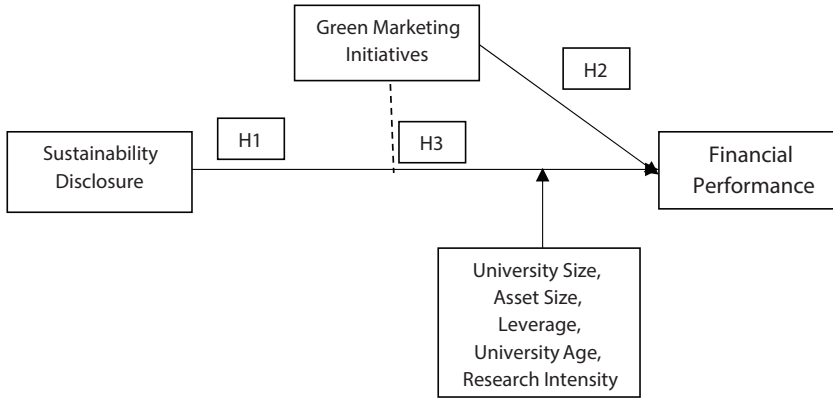 Green Marketing
Initiatives
H2
H1
H3
Sustainability
Disclosure
Financial
Performance
University Size,
Asset Size,
Leverage,
University Age,
Research Intensity